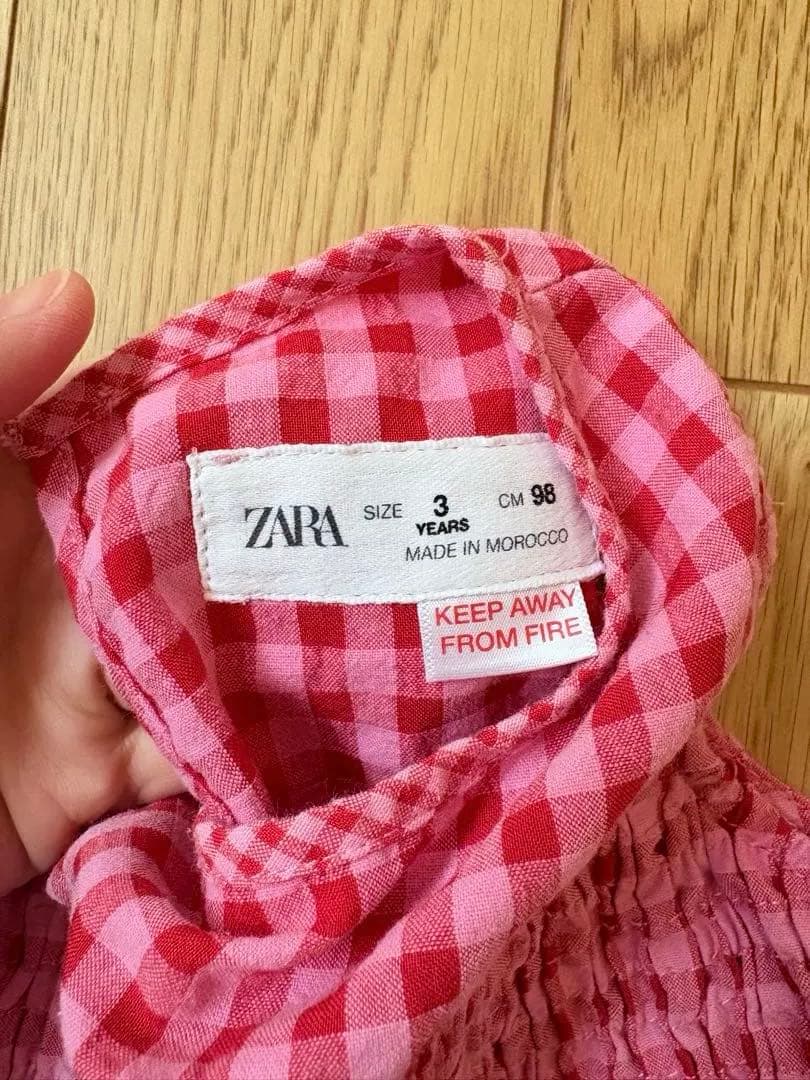 ZARA SIZE 3 YEARS CM 98
MADE IN MOROCCO
KEEP AWAY
FROM FIRE